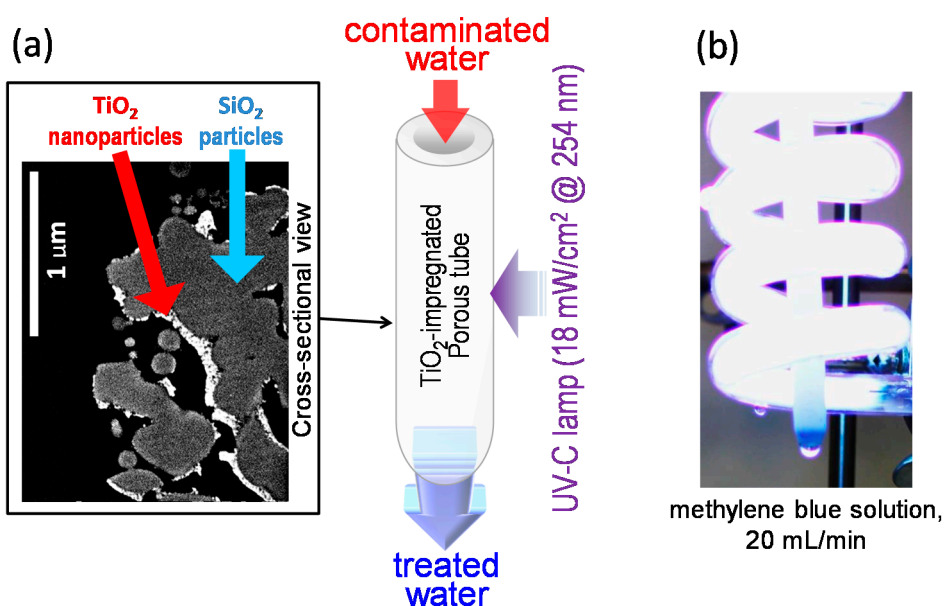 (a)
TiO₂
nanoparticles
SiO₂
particles
1 µm
Cross-sectional view
contaminated
water
TiO₂-impregnated
Porous tube
UV-C lamp (18 mW/cm² @ 254 nm)
treated
water
(b)
methylene blue solution,
20 mL/min